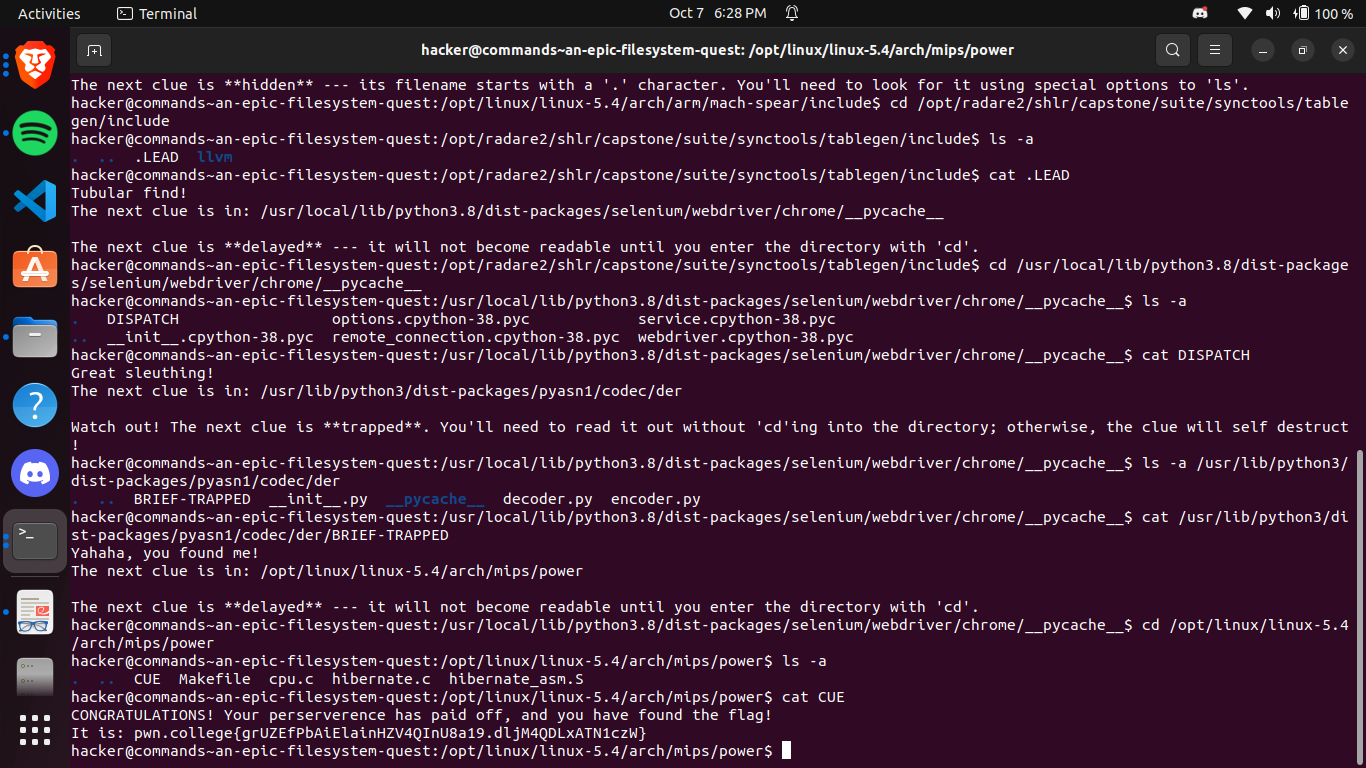 Activities
Terminal
Oct 7 6:28 PM
100 %
hacker@commands~an-epic-filesystem-quest: /opt/linux/linux-5.4/arch/mips/power
The next clue is **hidden** --- its filename starts with a '.' character. You'll need to look for it using special options to 'ls'.
hacker@commands~an-epic-filesystem-quest:/opt/linux/linux-5.4/arch/arm/mach-spear/include$ cd /opt/radare2/shlr/capstone/suite/synctools/table
gen/include
hacker@commands~an-epic-filesystem-quest:/opt/radare2/shlr/capstone/suite/synctools/tablegen/include$ ls -a
.  ..  .LEAD  llvm
hacker@commands~an-epic-filesystem-quest:/opt/radare2/shlr/capstone/suite/synctools/tablegen/include$ cat .LEAD
Tubular find!
The next clue is in: /usr/local/lib/python3.8/dist-packages/selenium/webdriver/chrome/__pycache__
The next clue is **delayed** --- it will not become readable until you enter the directory with 'cd'.
hacker@commands~an-epic-filesystem-quest:/opt/radare2/shlr/capstone/suite/synctools/tablegen/include$ cd /usr/local/lib/python3.8/dist-package
s/selenium/webdriver/chrome/__pycache__
hacker@commands~an-epic-filesystem-quest:/usr/local/lib/python3.8/dist-packages/selenium/webdriver/chrome/__pycache__$ ls -a
.   DISPATCH                 options.cpython-38.pyc            service.cpython-38.pyc
..  __init__.cpython-38.pyc  remote_connection.cpython-38.pyc  webdriver.cpython-38.pyc
hacker@commands~an-epic-filesystem-quest:/usr/local/lib/python3.8/dist-packages/selenium/webdriver/chrome/__pycache__$ cat DISPATCH
Great sleuthing!
The next clue is in: /usr/lib/python3/dist-packages/pyasn1/codec/der
Watch out! The next clue is **trapped**. You'll need to read it out without 'cd'ing into the directory; otherwise, the clue will self destruct
!
hacker@commands~an-epic-filesystem-quest:/usr/local/lib/python3.8/dist-packages/selenium/webdriver/chrome/__pycache__$ ls -a /usr/lib/python3/
dist-packages/pyasn1/codec/der
.  ..  BRIEF-TRAPPED  __init__.py  __pycache__  decoder.py  encoder.py
hacker@commands~an-epic-filesystem-quest:/usr/local/lib/python3.8/dist-packages/selenium/webdriver/chrome/__pycache__$ cat /usr/lib/python3/di
st-packages/pyasn1/codec/der/BRIEF-TRAPPED
Yahaha, you found me!
The next clue is in: /opt/linux/linux-5.4/arch/mips/power
The next clue is **delayed** --- it will not become readable until you enter the directory with 'cd'.
hacker@commands~an-epic-filesystem-quest:/usr/local/lib/python3.8/dist-packages/selenium/webdriver/chrome/__pycache__$ cd /opt/linux/linux-5.4
/arch/mips/power
hacker@commands~an-epic-filesystem-quest:/opt/linux/linux-5.4/arch/mips/power$ ls -a
.  ..  CUE  Makefile  cpu.c  hibernate.c  hibernate_asm.S
hacker@commands~an-epic-filesystem-quest:/opt/linux/linux-5.4/arch/mips/power$ cat CUE
CONGRATULATIONS! Your perserverence has paid off, and you have found the flag!
It is: pwn.college{grUZEfPbAiElainHZV4QInU8a19.dljM4QDLxATN1czW}
hacker@commands~an-epic-filesystem-quest:/opt/linux/linux-5.4/arch/mips/power$